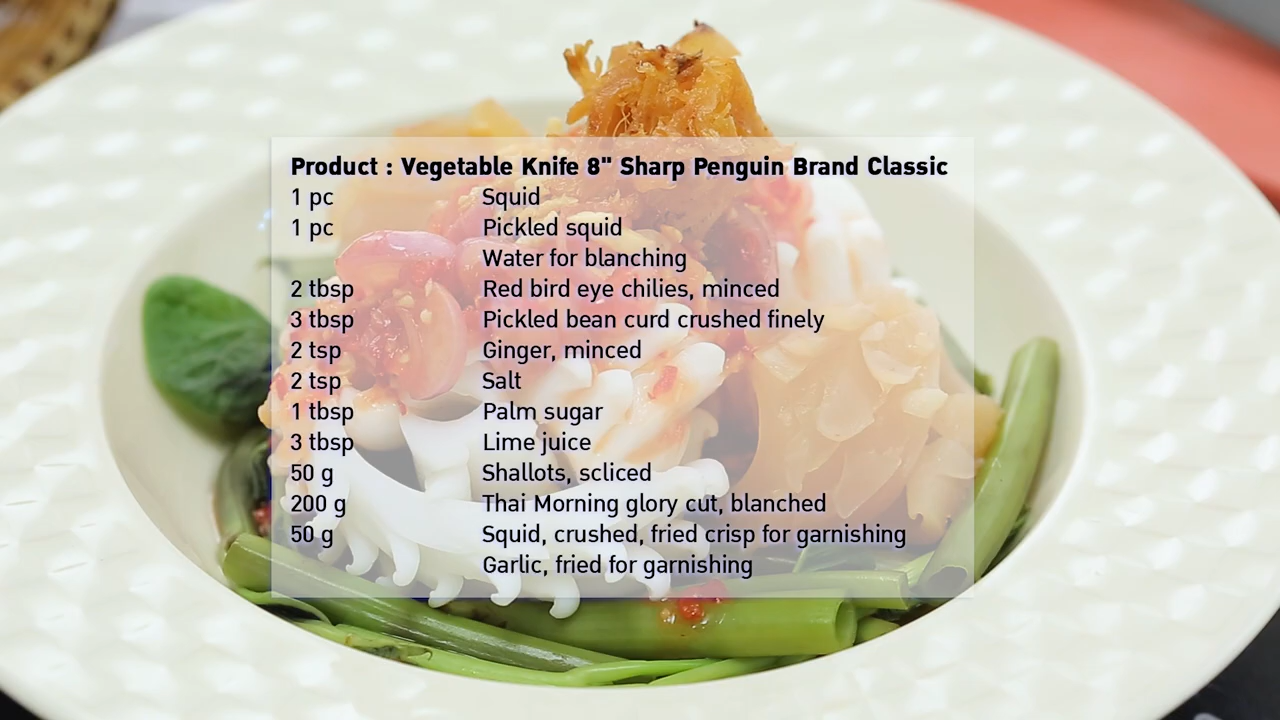 Product : Vegetable Knife 8" Sharp Penguin Brand Classic
1 pc Squid
1 pc Pickled squid
Water for blanching
2 tbsp Red bird eye chilies, minced
3 tbsp Pickled bean curd crushed finely
2 tsp Ginger, minced
2 tsp Salt
1 tbsp Palm sugar
3 tbsp Lime juice
50 g Shallots, scliced
200 g Thai Morning glory cut, blanched
50 g Squid, crushed, fried crisp for garnishing
Garlic, fried for garnishing